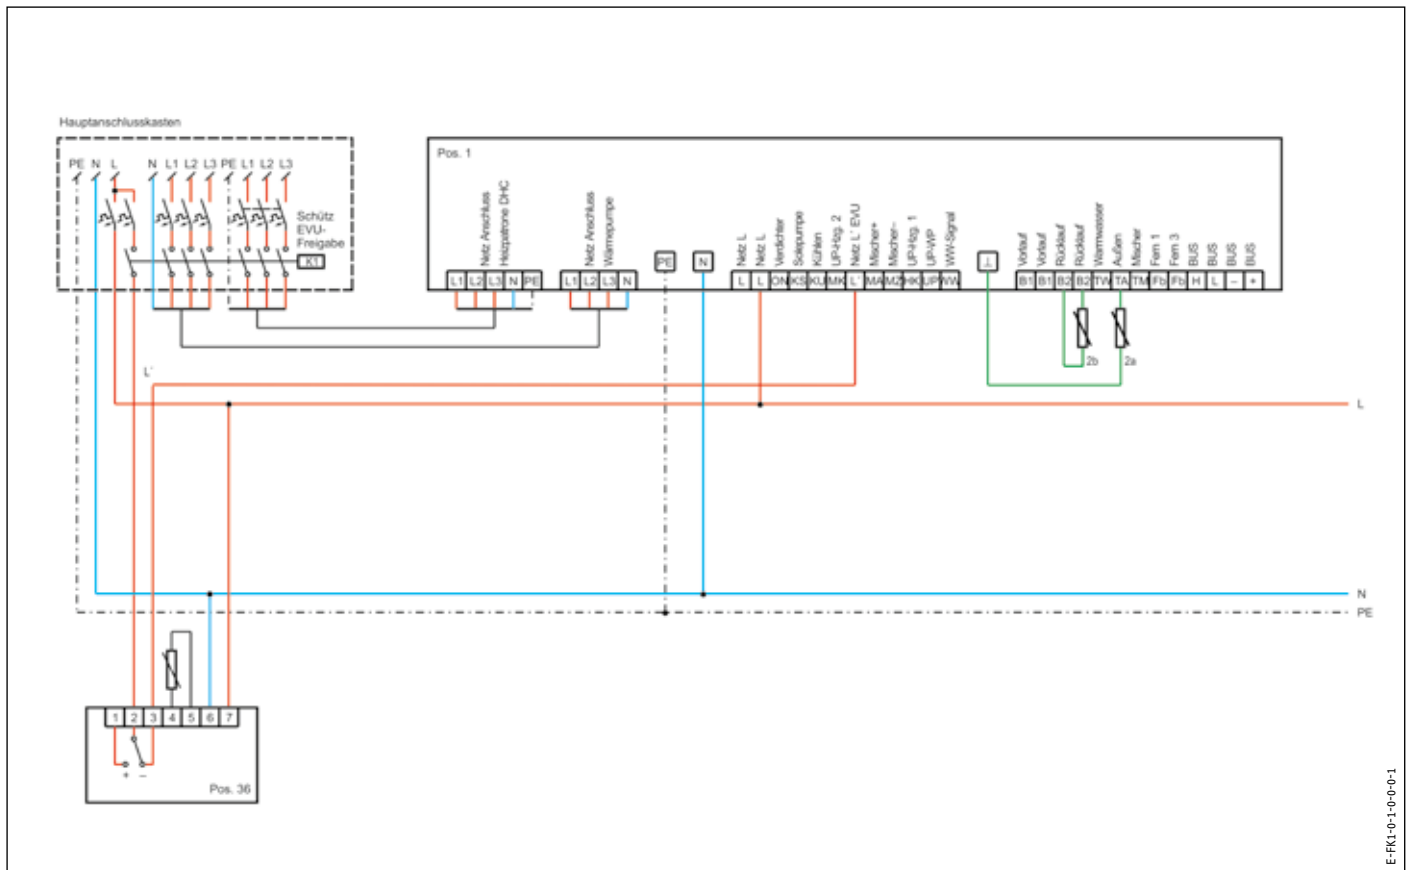 Hauptanschlusskasten
PE N L N L1 L2 L3 PE L1 L2 L3
Schütz
EVU-
Freigabe
K1
Pos. 1
Netz Anschluss
Heizpatrone DHC
L1 L2 L3 N PE
Netz Anschluss
Wärmepumpe
L1 L2 L3 N
PE
N
Netz L
Netz L
Verdichter
Solepumpe
Kühlen
UP-Hzg. 2
Netz L´ EVU
Mischer+
Mischer–
UP-Hzg. 1
UP-WP
WW-Signal
L L ON KS KU MK L´ MA MZ HK UP WW
⊥
Vorlauf
Vorlauf
Rücklauf
Rücklauf
Warmwasser
Außen
Mischer
Fern 1
Fern 3
BUS
BUS
BUS
BUS
B1 B1 B2 B2 TW TA TM Fb Fb H L – +
2b
2a
L´
L
N
PE
1 2 3 4 5 6 7
+ –
Pos. 36
E-FK1-0-1-0-0-0-1